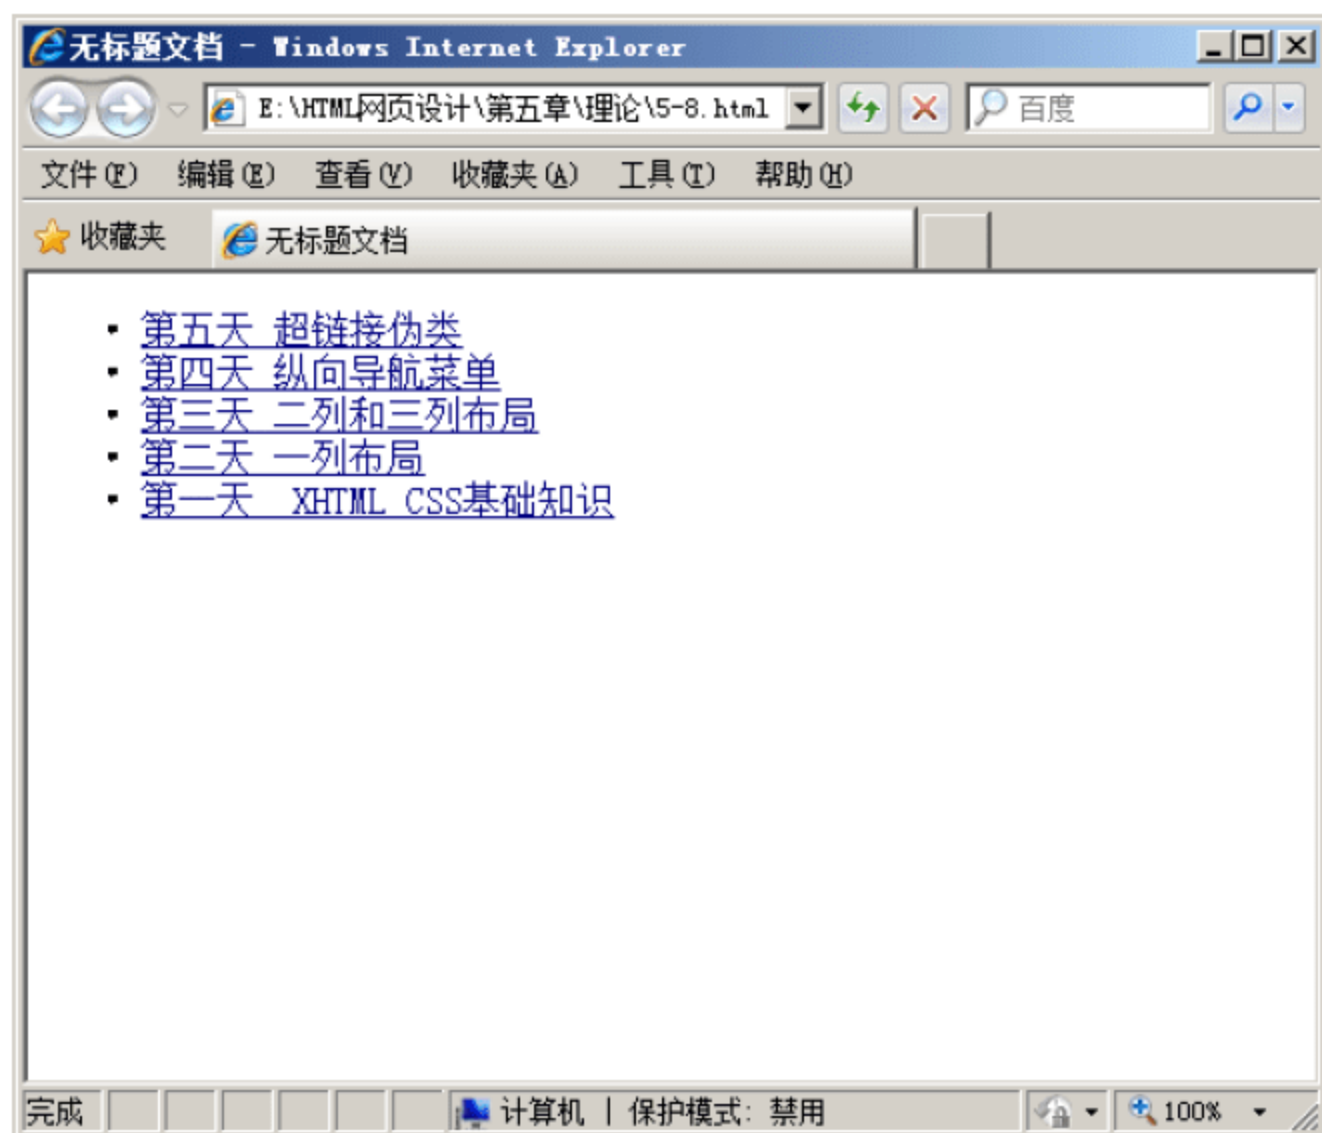 无标题文档 - Windows Internet Explorer
E:\HTML网页设计\第五章\理论\5-8.html
百度
文件(F) 编辑(E) 查看(V) 收藏夹(A) 工具(T) 帮助(H)
收藏夹 无标题文档
第五天 超链接伪类
第四天 纵向导航菜单
第三天 二列和三列布局
第二天 一列布局
第一天  XHTML CSS基础知识
完成 计算机 | 保护模式: 禁用 100%